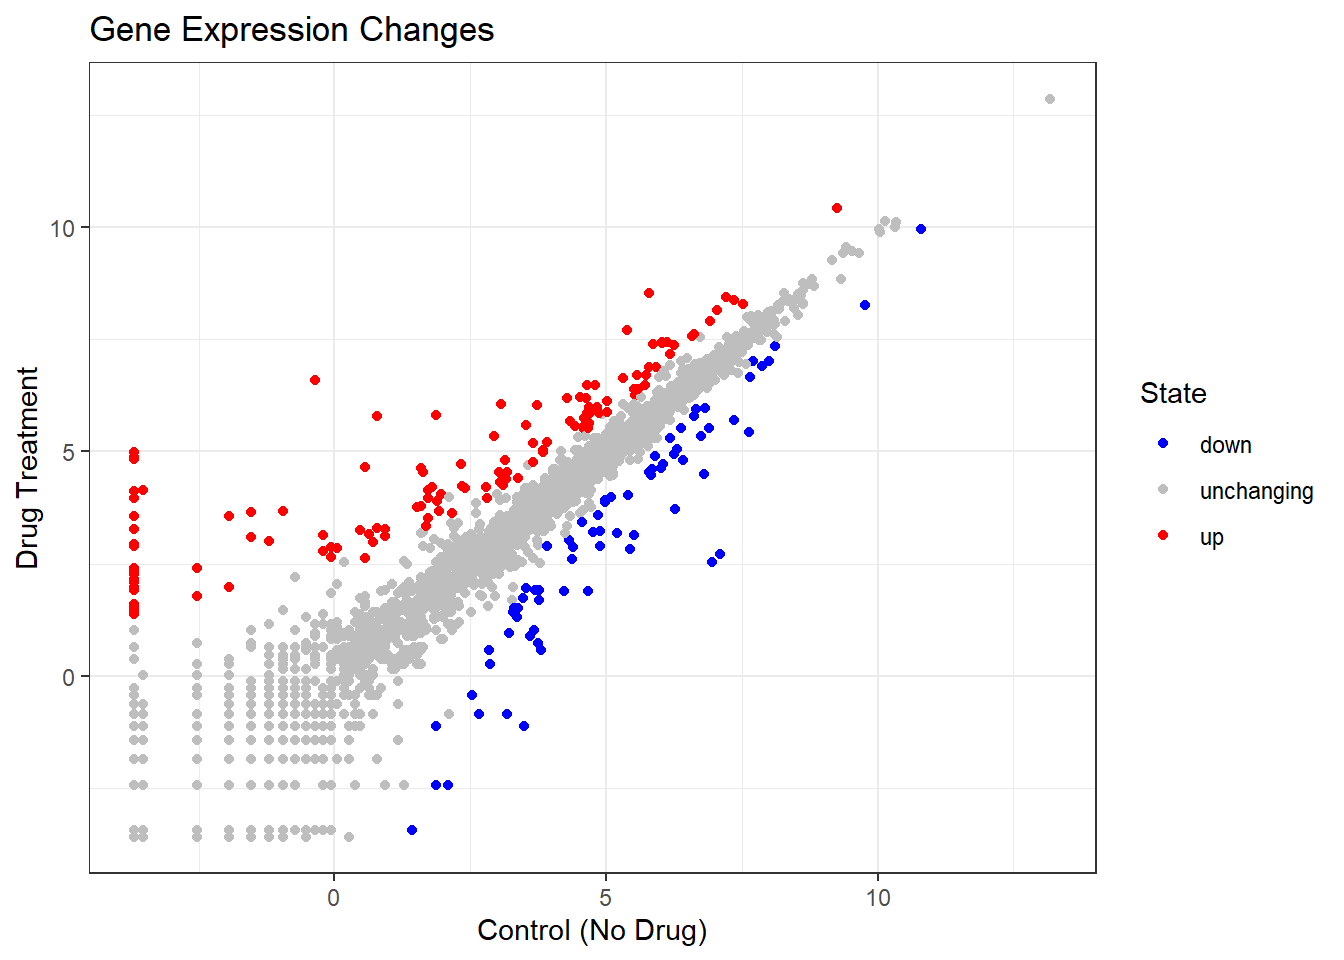 Gene Expression Changes
10
5
0
Drug Treatment
0 5 10
Control (No Drug)
State
down
unchanging
up